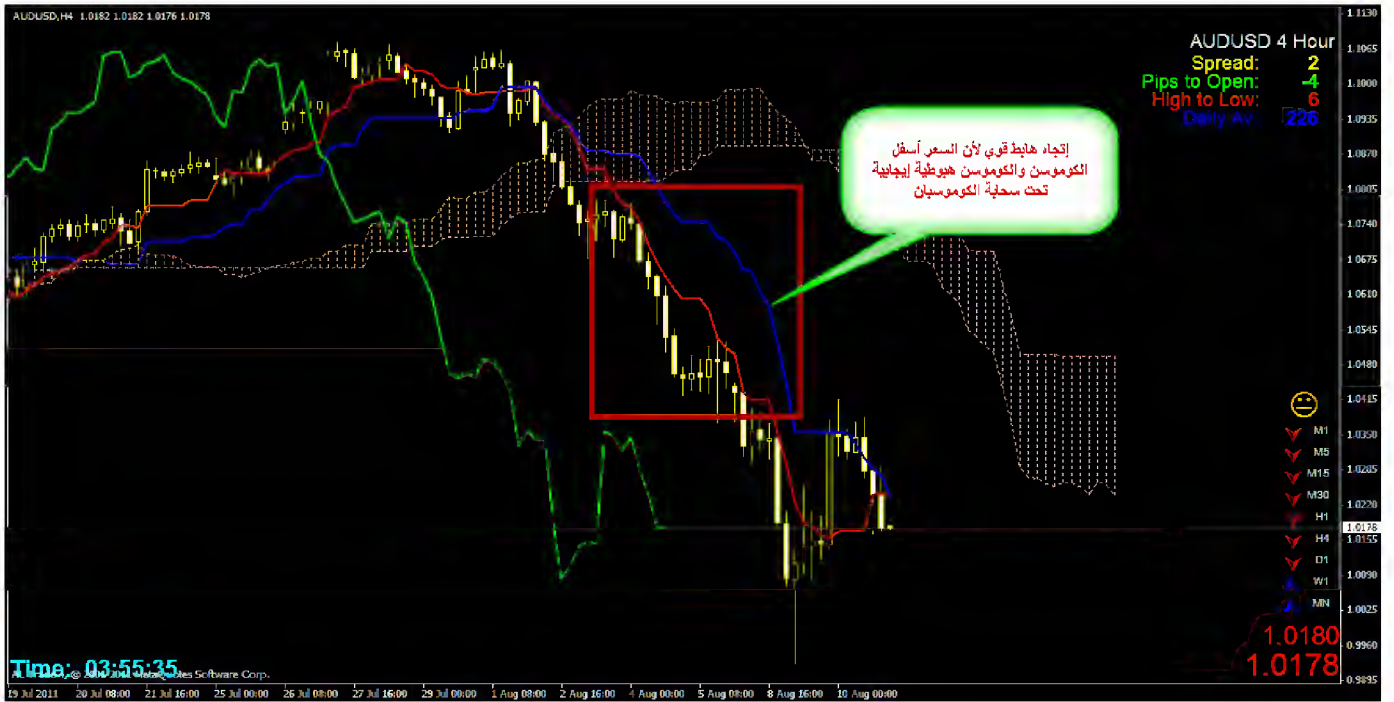 AUDUSD,H4 1.0182 1.0182 1.0176 1.0178
AUDUSD 4 Hour
Spread: 2
Pips to Open: -4
High to Low: 6
Daily Av: 226
إتجاه هابط قوي لأن السعر أسفل
الكوموسن والكوموسن هبوطية إيجابية
تحت سحابة الكوموسيان
1.1130
1.1065
1.1000
1.0935
1.0870
1.0805
1.0740
1.0675
1.0610
1.0545
1.0480
1.0415
1.0350
1.0285
1.0220
1.0178
1.0155
1.0090
1.0025
0.9960
0.9895
M1
M5
M15
M30
H1
H4
D1
W1
MN
1.0180
1.0178
Time: 03:55:35
MetaQuotes Software Corp.
19 Jul 2011 20 Jul 08:00 21 Jul 16:00 25 Jul 00:00 26 Jul 08:00 27 Jul 16:00 29 Jul 00:00 1 Aug 08:00 2 Aug 16:00 4 Aug 00:00 5 Aug 08:00 8 Aug 16:00 10 Aug 00:00